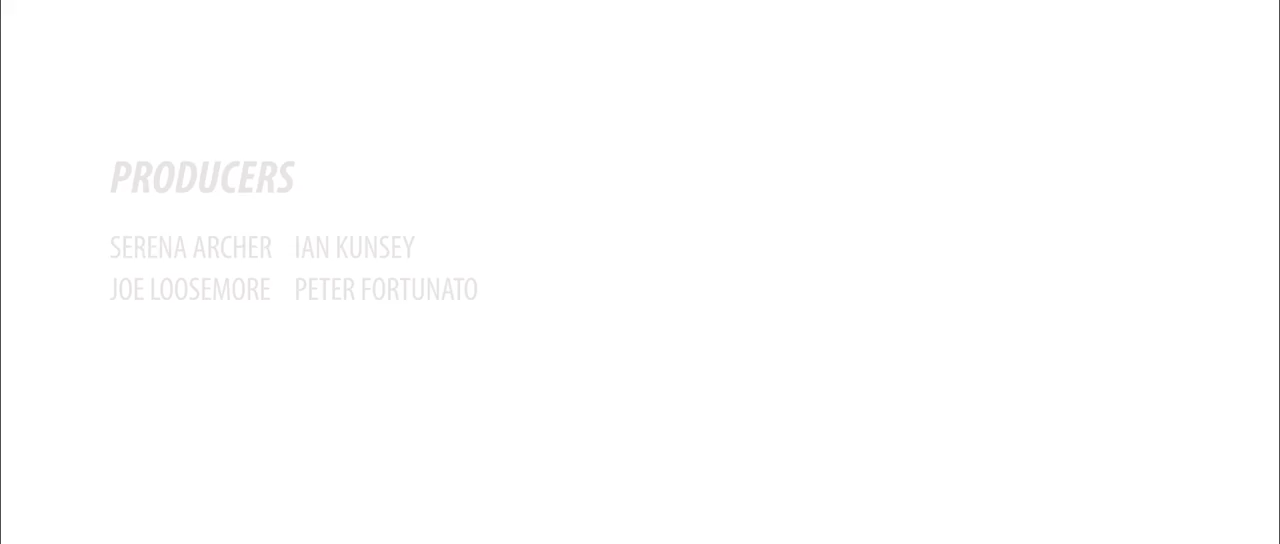 PRODUCERS
SERENA ARCHER IAN KUNSEY
JOE LOOSEMORE PETER FORTUNATO